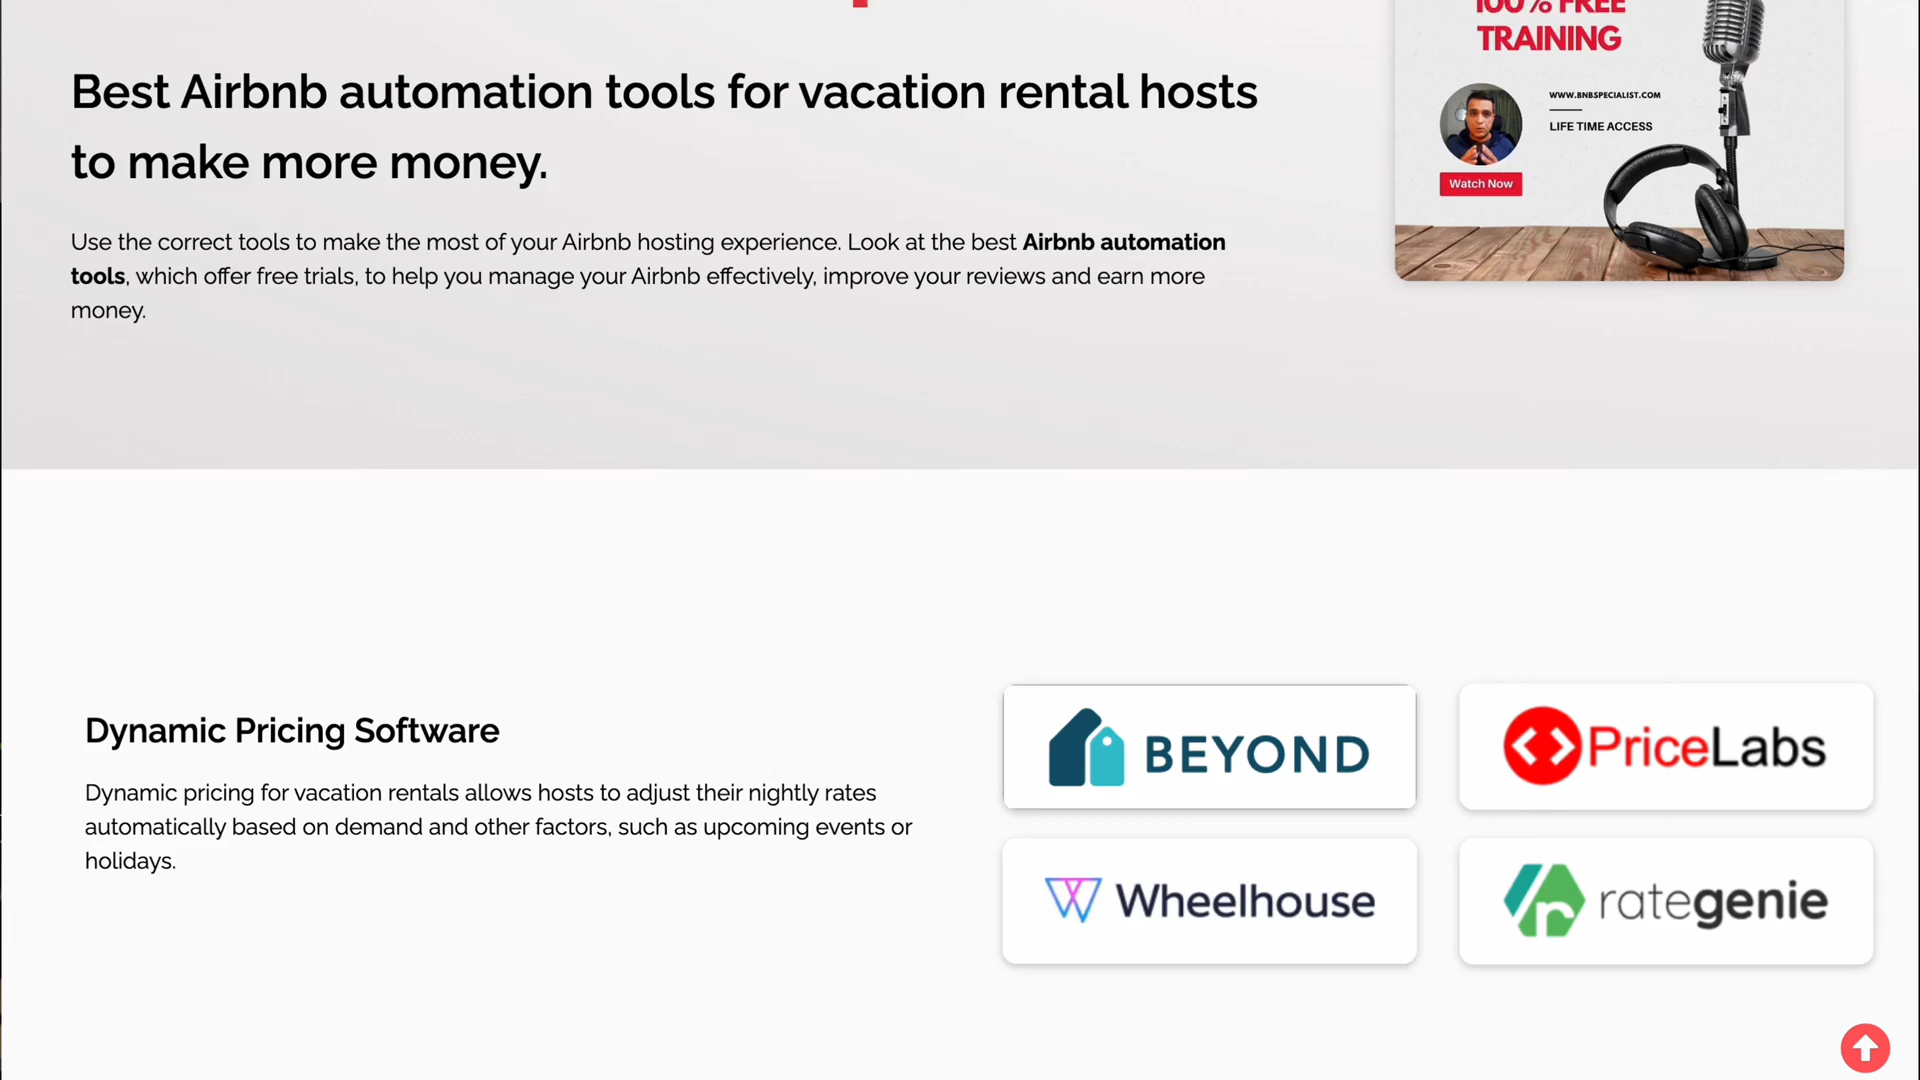 100% FREE
TRAINING
WWW.BNBSPECIALIST.COM
LIFE TIME ACCESS
Watch Now
Best Airbnb automation tools for vacation rental hosts
to make more money.
Use the correct tools to make the most of your Airbnb hosting experience. Look at the best Airbnb automation
tools, which offer free trials, to help you manage your Airbnb effectively, improve your reviews and earn more
money.
Dynamic Pricing Software
Dynamic pricing for vacation rentals allows hosts to adjust their nightly rates
automatically based on demand and other factors, such as upcoming events or
holidays.
BEYOND
PriceLabs
Wheelhouse
rategenie